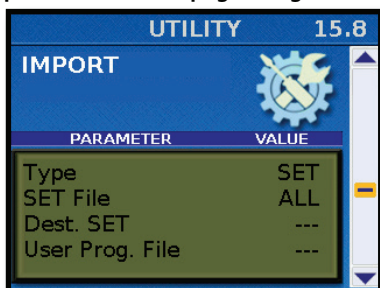 UTILITY 15.8
IMPORT
PARAMETER VALUE
Type SET
SET File ALL
Dest. SET ---
User Prog. File ---